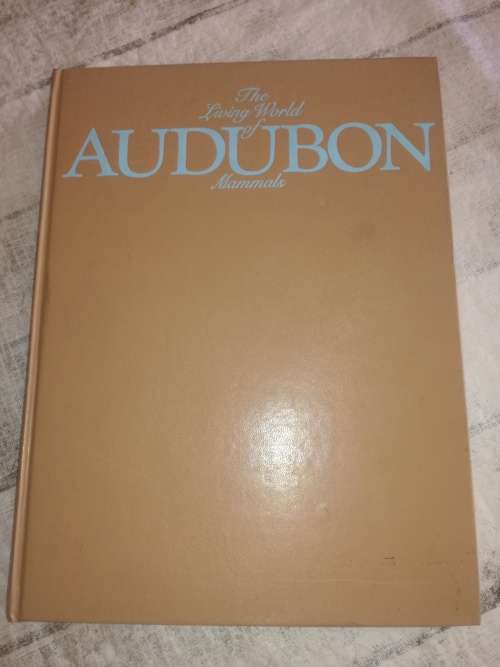 The
Living World
of
AUDUBON
Mammals